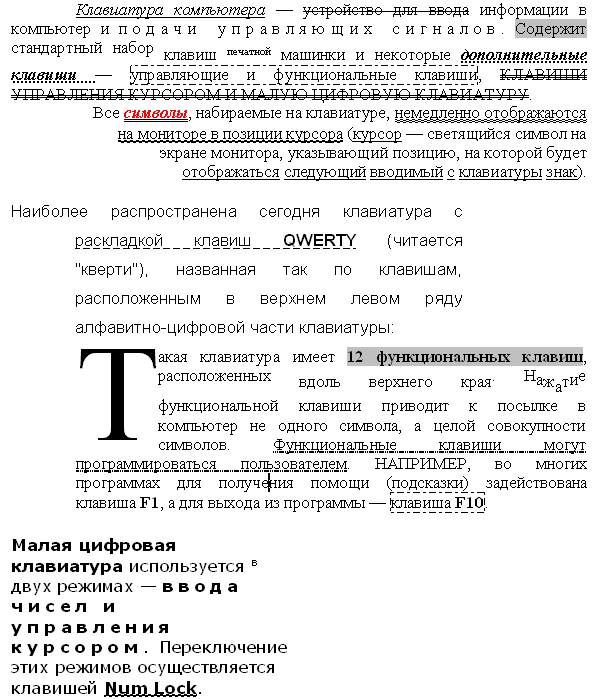 Клавиатура компьютера — устройство для ввода информации в
компьютер и подачи управляющих сигналов. Содержит
стандартный набор клавиш печатной машинки и некоторые дополнительные
клавиши — управляющие и функциональные клавиши, КЛАВИШИ
УПРАВЛЕНИЯ КУРСОРОМ И МАЛУЮ ЦИФРОВУЮ КЛАВИАТУРУ.
Все символы, набираемые на клавиатуре, немедленно отображаются
на мониторе в позиции курсора (курсор — светящийся символ на
экране монитора, указывающий позицию, на которой будет
отображаться следующий вводимый с клавиатуры знак).
Наиболее распространена сегодня клавиатура с
раскладкой клавиш QWERTY (читается
"кверти"), названная так по клавишам,
расположенным в верхнем левом ряду
алфавитно-цифровой части клавиатуры:
Такая клавиатура имеет 12 функциональных клавиш,
расположенных вдоль верхнего края. Нажатие
функциональной клавиши приводит к посылке в
компьютер не одного символа, а целой совокупности
символов. Функциональные клавиши могут
программироваться пользователем. НАПРИМЕР, во многих
программах для получения помощи (подсказки) задействована
клавиша F1, а для выхода из программы — клавиша F10.
Малая цифровая
клавиатура используется в
двух режимах — ввода
чисел и
управления
курсором. Переключение
этих режимов осуществляется
клавишей Num Lock.